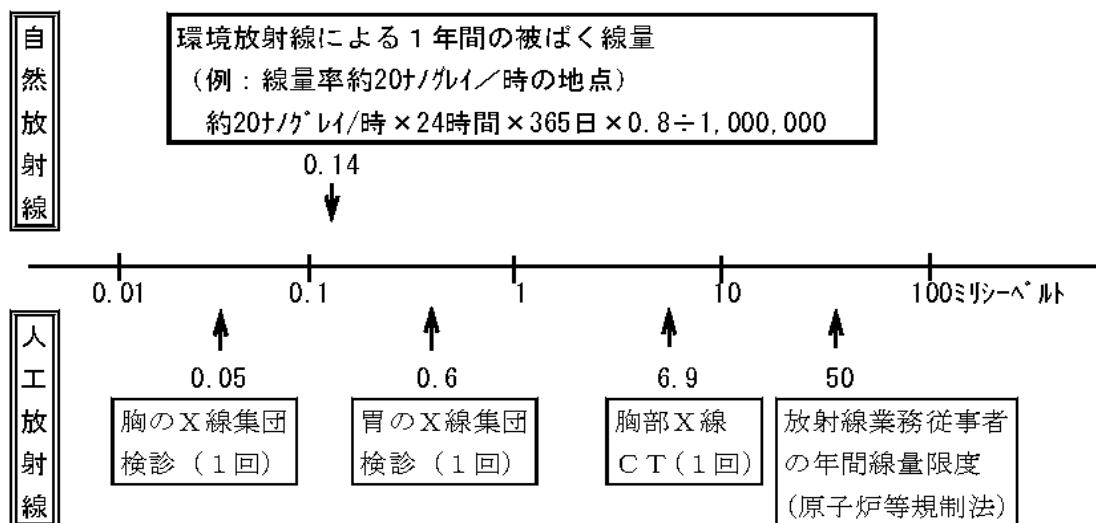 自然放射線
環境放射線による1年間の被ばく線量
(例:線量率約20ナノグレイ/時の地点)
約20ナノグレイ/時×24時間×365日×0.8÷1,000,000
0.14
0.01 0.1 1 10 100ミリシーベルト
人工放射線
0.05 0.6 6.9 50
胸のX線集団
検診(1回)
胃のX線集団
検診(1回)
胸部X線
CT(1回)
放射線業務従事者
の年間線量限度
(原子炉等規制法)